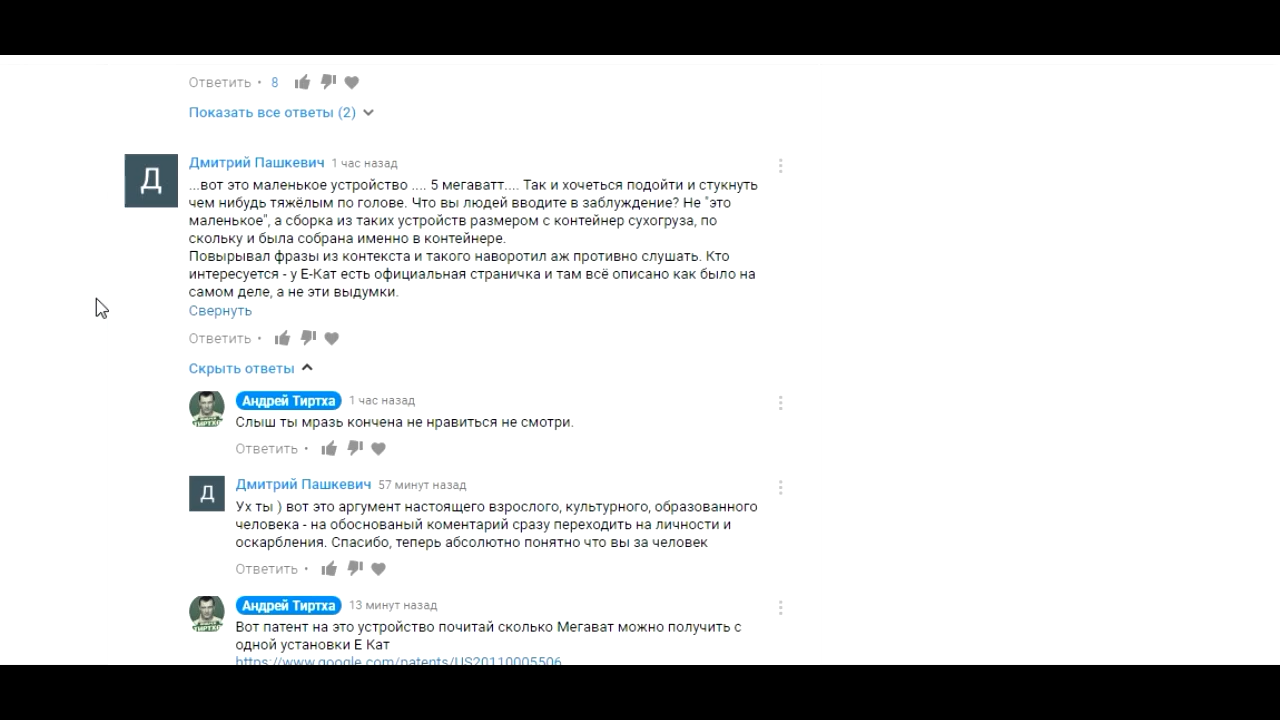 Ответить • 8
Показать все ответы (2)
Дмитрий Пашкевич 1 час назад
Д
...вот это маленькое устройство .... 5 мегаватт.... Так и хочеться подойти и стукнуть
чем нибудь тяжёлым по голове. Что вы людей вводите в заблуждение? Не "это
маленькое", а сборка из таких устройств размером с контейнер сухогруза, по
скольку и была собрана именно в контейнере.
Повырывал фразы из контекста и такого наворотил аж противно слушать. Кто
интересуется - у Е-Кат есть официальная страничка и там всё описано как было на
самом деле, а не эти выдумки.
Свернуть
Ответить •
Скрыть ответы
Андрей Тиртха 1 час назад
Слыш ты мразь кончена не нравиться не смотри.
Ответить •
Дмитрий Пашкевич 57 минут назад
Д
Ух ты ) вот это аргумент настоящего взрослого, культурного, образованного
человека - на обоснованый коментарий сразу переходить на личности и
оскарбления. Спасибо, теперь абсолютно понятно что вы за человек
Ответить •
Андрей Тиртха 13 минут назад
Вот патент на это устройство почитай сколько Мегават можно получить с
одной установки Е Кат
https://www.google.com/patents/US20110005506